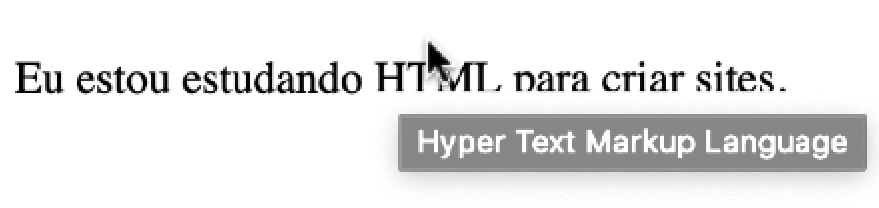 Eu estou estudando HTML para criar sites.
Hyper Text Markup Language